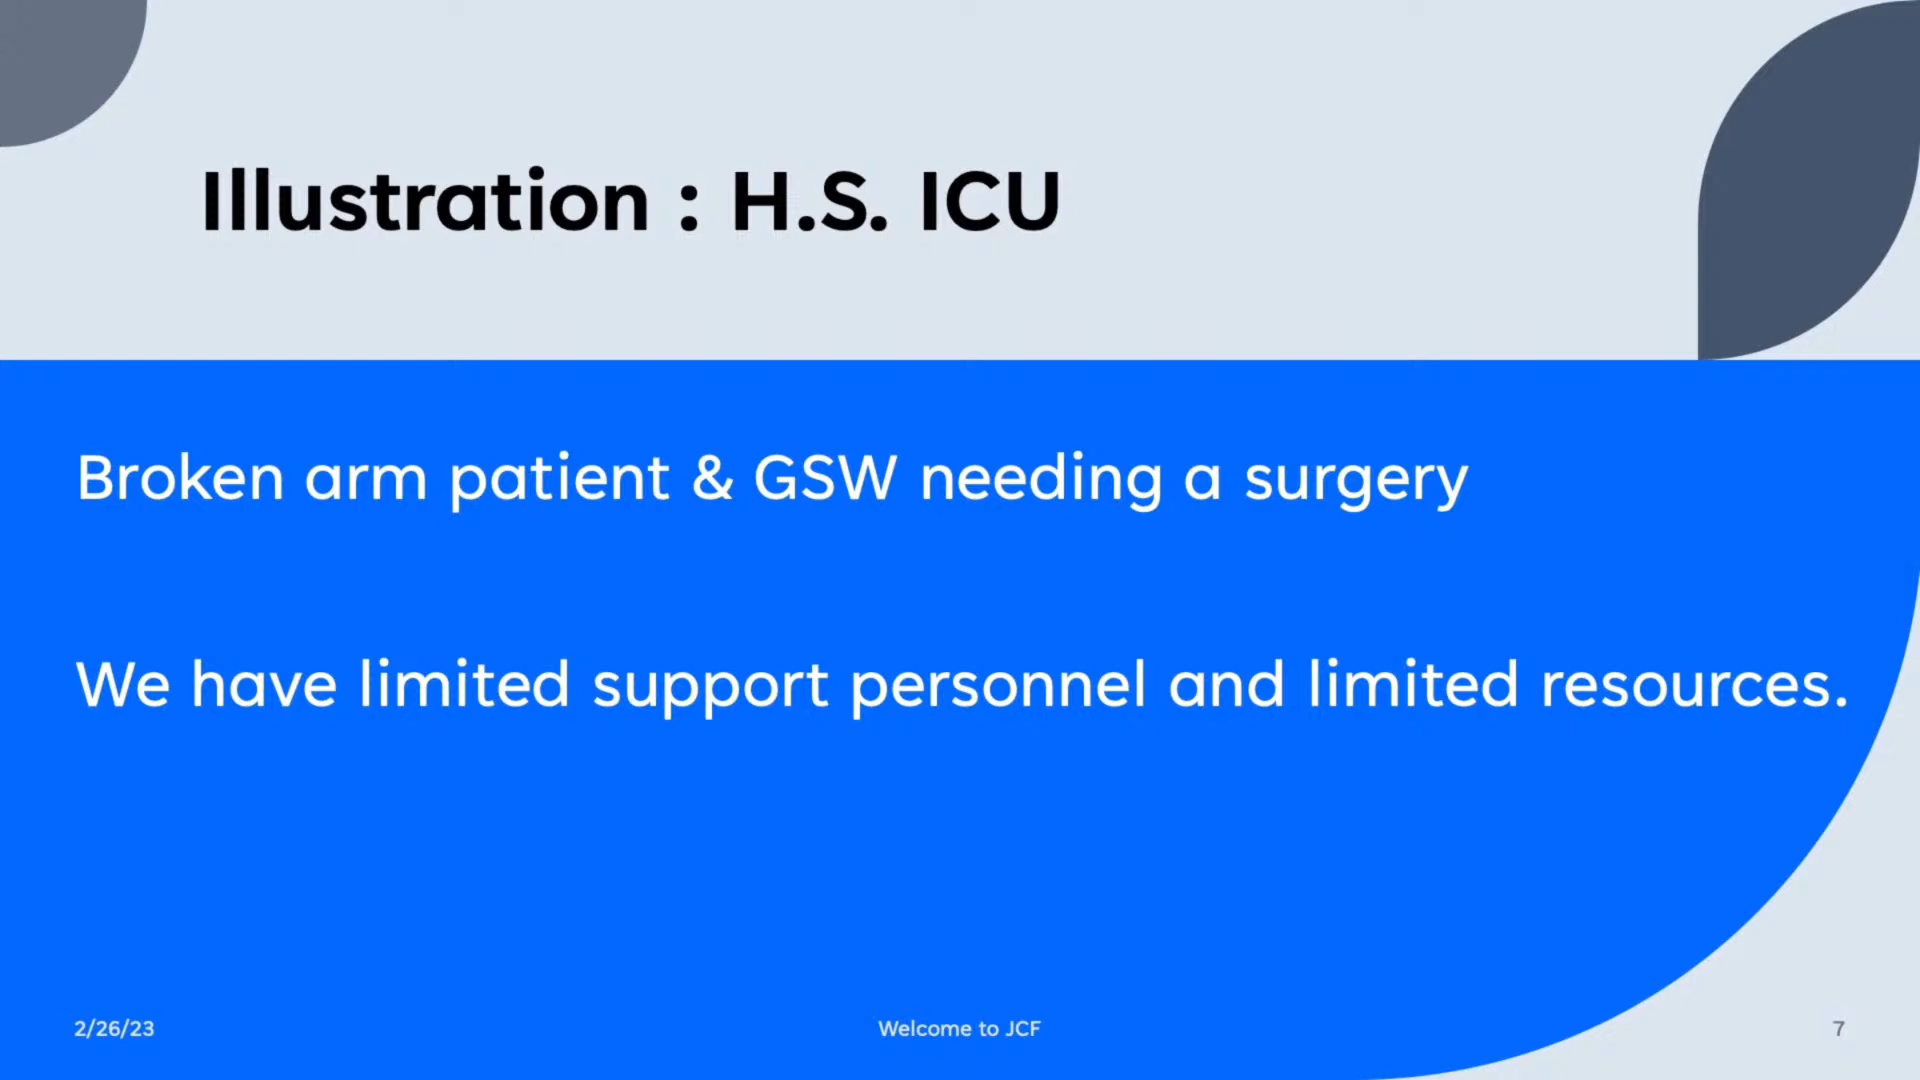 Illustration : H.S. ICU
Broken arm patient & GSW needing a surgery
We have limited support personnel and limited resources.
2/26/23
Welcome to JCF
7